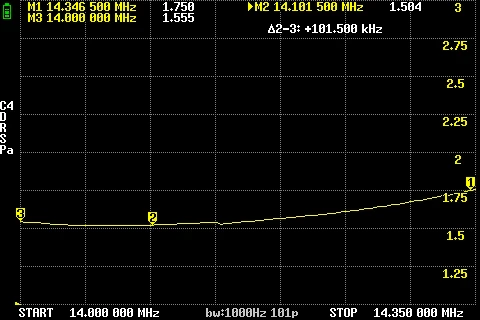 M1 14.346 500 MHz 1.750 ▶M2 14.101 500 MHz 1.504 3
M3 14.000 000 MHz 1.555
Δ2-3: +101.500 kHz
2.75
2.5
C4
D
R
S
Pa
2.25
2
1
1.75
3
2
1.5
1.25
START 14.000 000 MHz bw:1000Hz 101p STOP 14.350 000 MHz